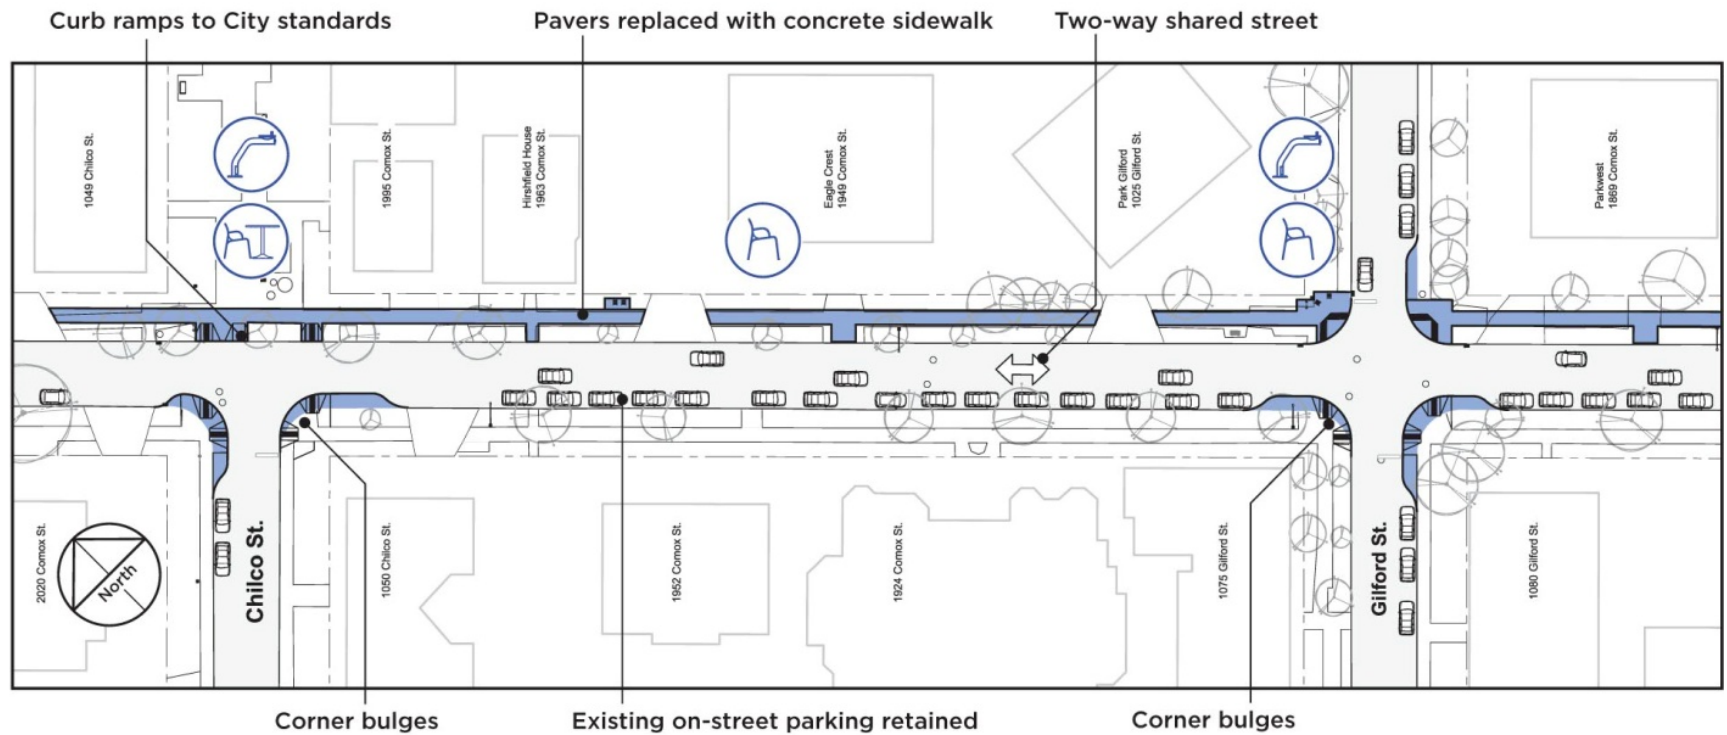 Curb ramps to City standards
Pavers replaced with concrete sidewalk
Two-way shared street
1049 Chilco St.
1995 Comox St.
Hirshfield House
1963 Comox St.
Eagle Crest
1949 Comox St.
Park Gilford
1025 Gilford St.
Parkwest
1869 Comox St.
2020 Comox St.
North
Chilco St.
1050 Chilco St.
1952 Comox St.
1924 Comox St.
1075 Gilford St.
Gilford St.
1080 Gilford St.
Corner bulges
Existing on-street parking retained
Corner bulges